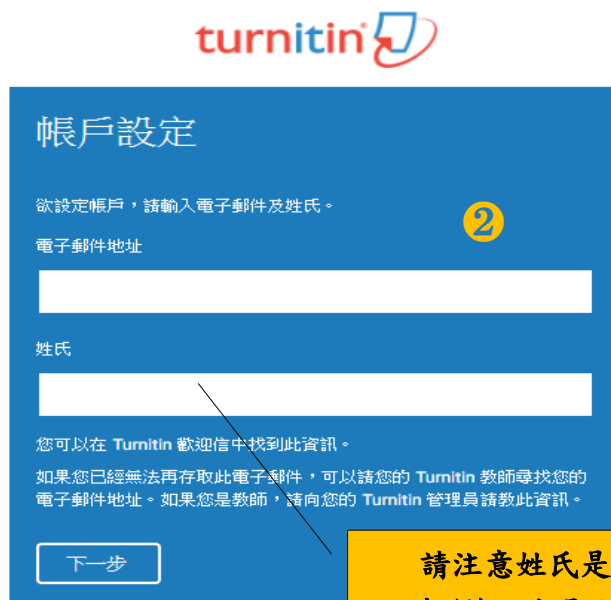 turnitin
帳戶設定
欲設定帳戶，請輸入電子郵件及姓氏。
2
電子郵件地址
姓氏
您可以在 Turnitin 歡迎信中找到此資訊。
如果您已經無法再存取此電子郵件，可以請您的 Turnitin 教師尋找您的
電子郵件地址。如果您是教師，請向您的 Turnitin 管理員請教此資訊。
下一步
請注意姓氏是